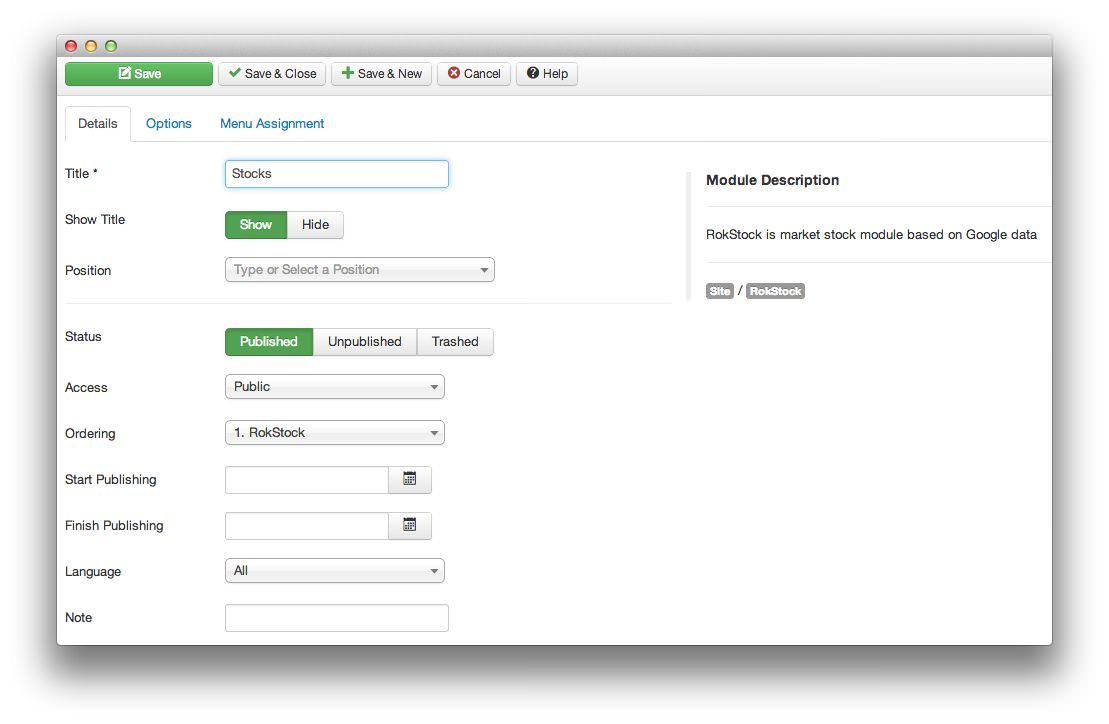 Save Save & Close Save & New Cancel Help
Details Options Menu Assignment
Title * Stocks
Show Title Show Hide
Position Type or Select a Position
Status Published Unpublished Trashed
Access Public
Ordering 1. RokStock
Start Publishing
Finish Publishing
Language All
Note
Module Description
RokStock is market stock module based on Google data
Site / RokStock